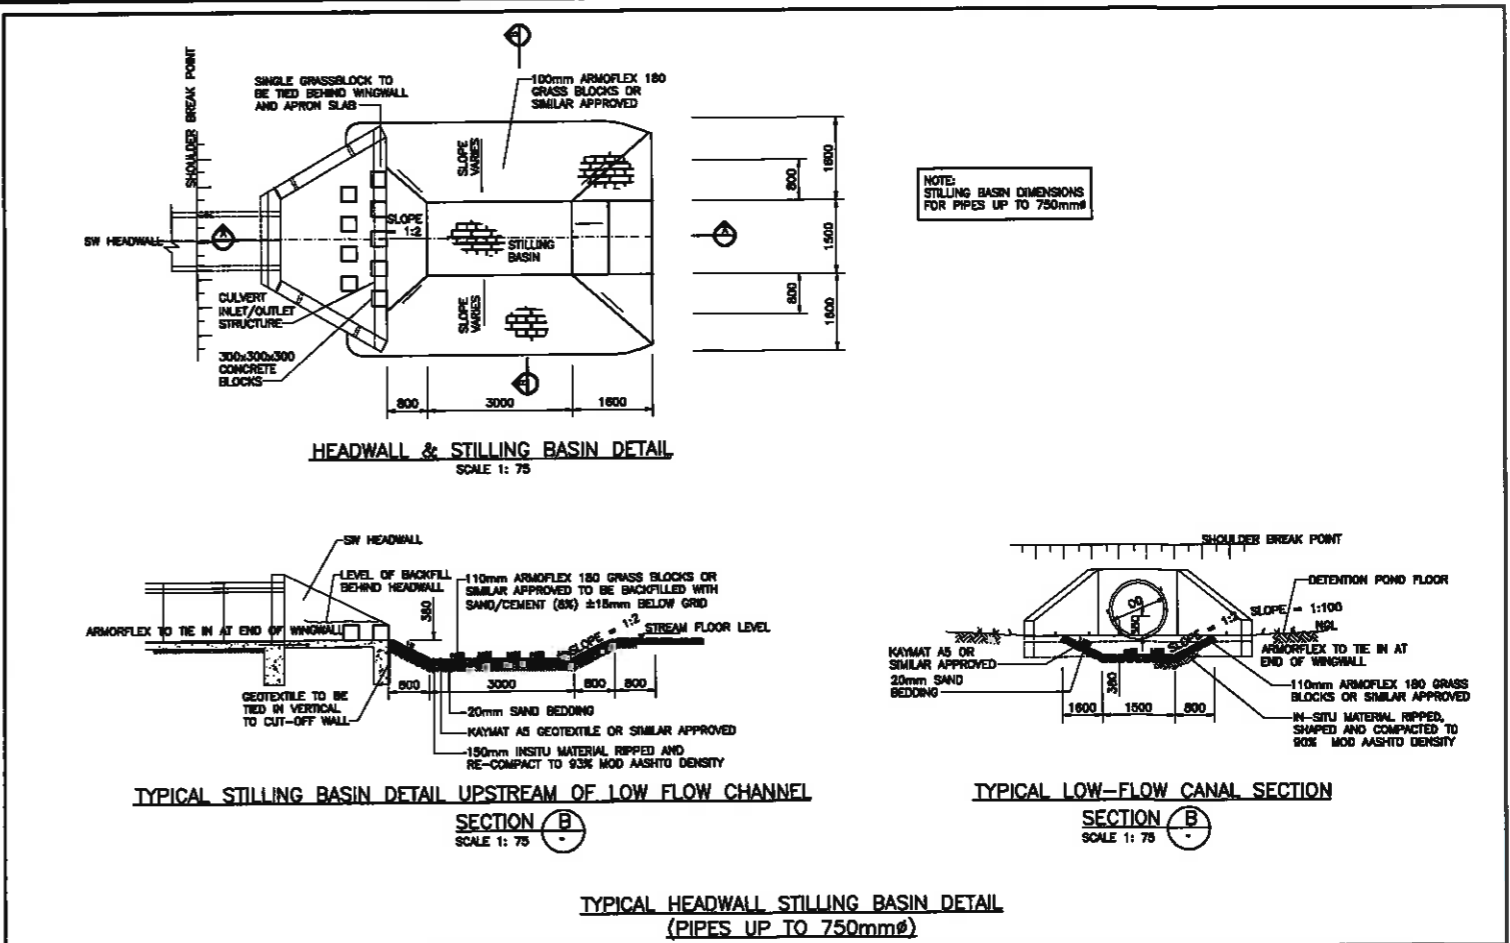 SHOULDER BREAK POINT
SINGLE GRASSBLOCK TO
BE TIED BEHIND WINGWALL
AND APRON SLAB
100mm ARMOFLEX 180
GRASS BLOCKS OR
SIMILAR APPROVED
SLOPE
VARIES
SLOPE
1:2
STILLING
BASIN
SLOPE
VARIES
SW HEADWALL
CULVERT
INLET/OUTLET
STRUCTURE
300x300x300
CONCRETE
BLOCKS
800
3000
1600
800
1600
1500
800
1600
NOTE:
STILLING BASIN DIMENSIONS
FOR PIPES UP TO 750mmø
HEADWALL & STILLING BASIN DETAIL
SCALE 1: 75
SW HEADWALL
LEVEL OF BACKFILL
BEHIND HEADWALL
110mm ARMOFLEX 180 GRASS BLOCKS OR
SIMILAR APPROVED TO BE BACKFILLED WITH
SAND/CEMENT (8%) ±15mm BELOW GRID
380
ARMORFLEX TO TIE IN AT END OF WINGWALL
SLOPE = 1:2
STREAM FLOOR LEVEL
800
3000
800
800
GEOTEXTILE TO BE
TIED IN VERTICAL
TO CUT-OFF WALL
20mm SAND BEDDING
KAYMAT A5 GEOTEXTILE OR SIMILAR APPROVED
150mm INSITU MATERIAL RIPPED AND
RE-COMPACT TO 93% MOD AASHTO DENSITY
TYPICAL STILLING BASIN DETAIL UPSTREAM OF LOW FLOW CHANNEL
SECTION B
-
SCALE 1: 75
SHOULDER BREAK POINT
DETENTION POND FLOOR
OD
SLOPE = 1:2
SLOPE = 1:100
NGL
KAYMAT A5 OR
SIMILAR APPROVED
20mm SAND
BEDDING
ARMORFLEX TO TIE IN AT
END OF WINGWALL
380
110mm ARMOFLEX 180 GRASS
BLOCKS OR SIMILAR APPROVED
1600
1500
800
IN-SITU MATERIAL RIPPED,
SHAPED AND COMPACTED TO
90% MOD AASHTO DENSITY
TYPICAL LOW-FLOW CANAL SECTION
SECTION B
-
SCALE 1: 75
TYPICAL HEADWALL STILLING BASIN DETAIL
(PIPES UP TO 750mmø)